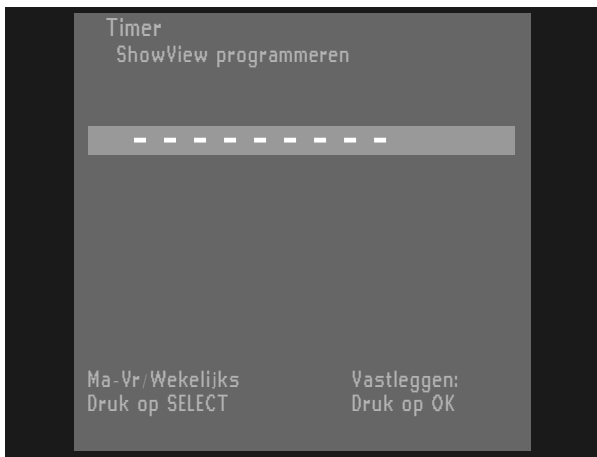 Timer
ShowView programmeren
- - - - - - - - -
Ma-Vr/Wekelijks
Druk op SELECT
Vastleggen:
Druk op OK